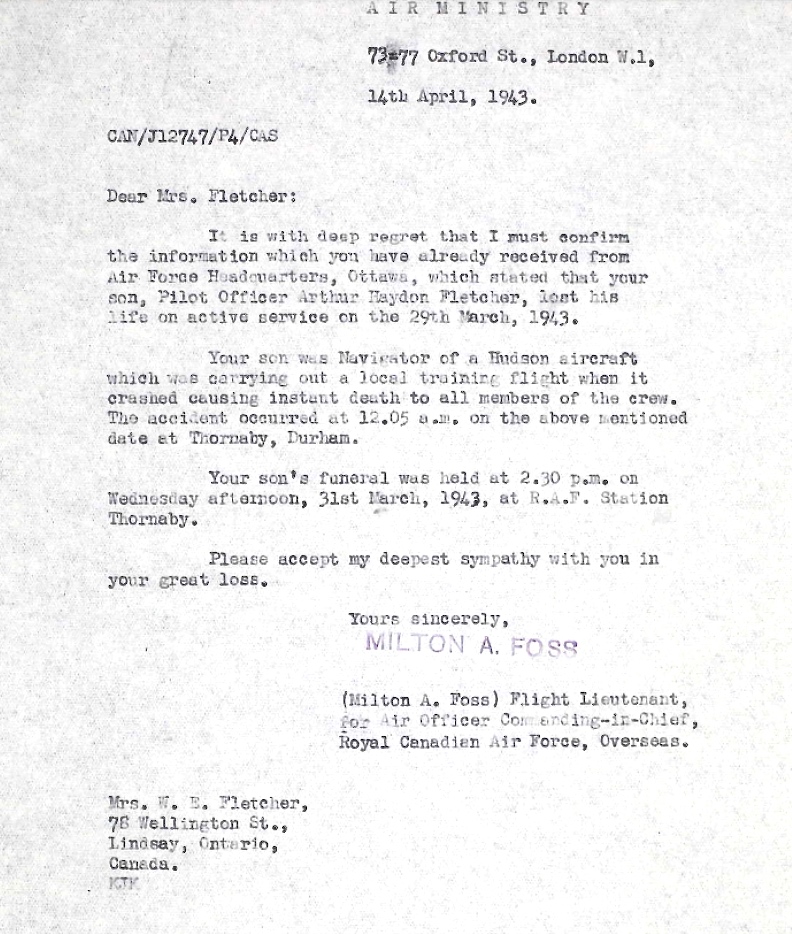 AIR MINISTRY
73-77 Oxford St., London W.1,
14th April, 1943.
CAN/J12747/P4/CAS
Dear Mrs. Fletcher:
It is with deep regret that I must confirm
the information which you have already received from
Air Force Headquarters, Ottawa, which stated that your
son, Pilot Officer Arthur Haydon Fletcher, lost his
life on active service on the 29th March, 1943.
Your son was Navigator of a Hudson aircraft
which was carrying out a local training flight when it
crashed causing instant death to all members of the crew.
The accident occurred at 12.05 a.m. on the above mentioned
date at Thornaby, Durham.
Your son's funeral was held at 2.30 p.m. on
Wednesday afternoon, 31st March, 1943, at R.A.F. Station
Thornaby.
Please accept my deepest sympathy with you in
your great loss.
Yours sincerely,
MILTON A. FOSS
(Milton A. Foss) Flight Lieutenant,
for Air Officer Commanding-in-Chief,
Royal Canadian Air Force, Overseas.
Mrs. W. E. Fletcher,
78 Wellington St.,
Lindsay, Ontario,
Canada.
KJK